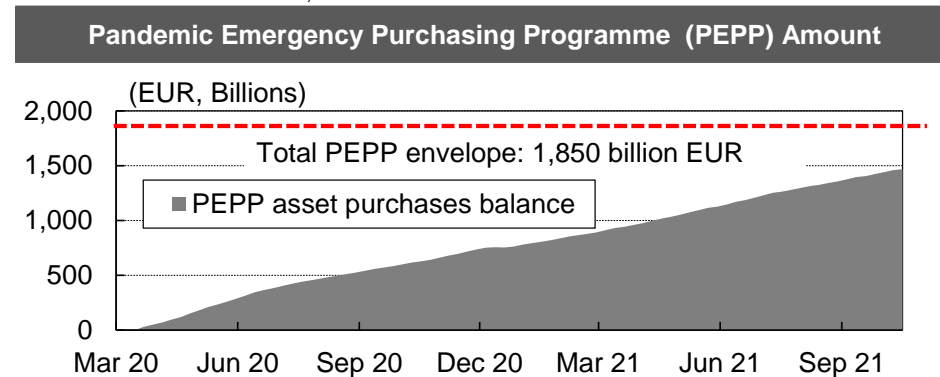 Pandemic Emergency Purchasing Programme (PEPP) Amount
(EUR, Billions)
2,000
Total PEPP envelope: 1,850 billion EUR
1,500
PEPP asset purchases balance
1,000
500
0
Mar 20 Jun 20 Sep 20 Dec 20 Mar 21 Jun 21 Sep 21